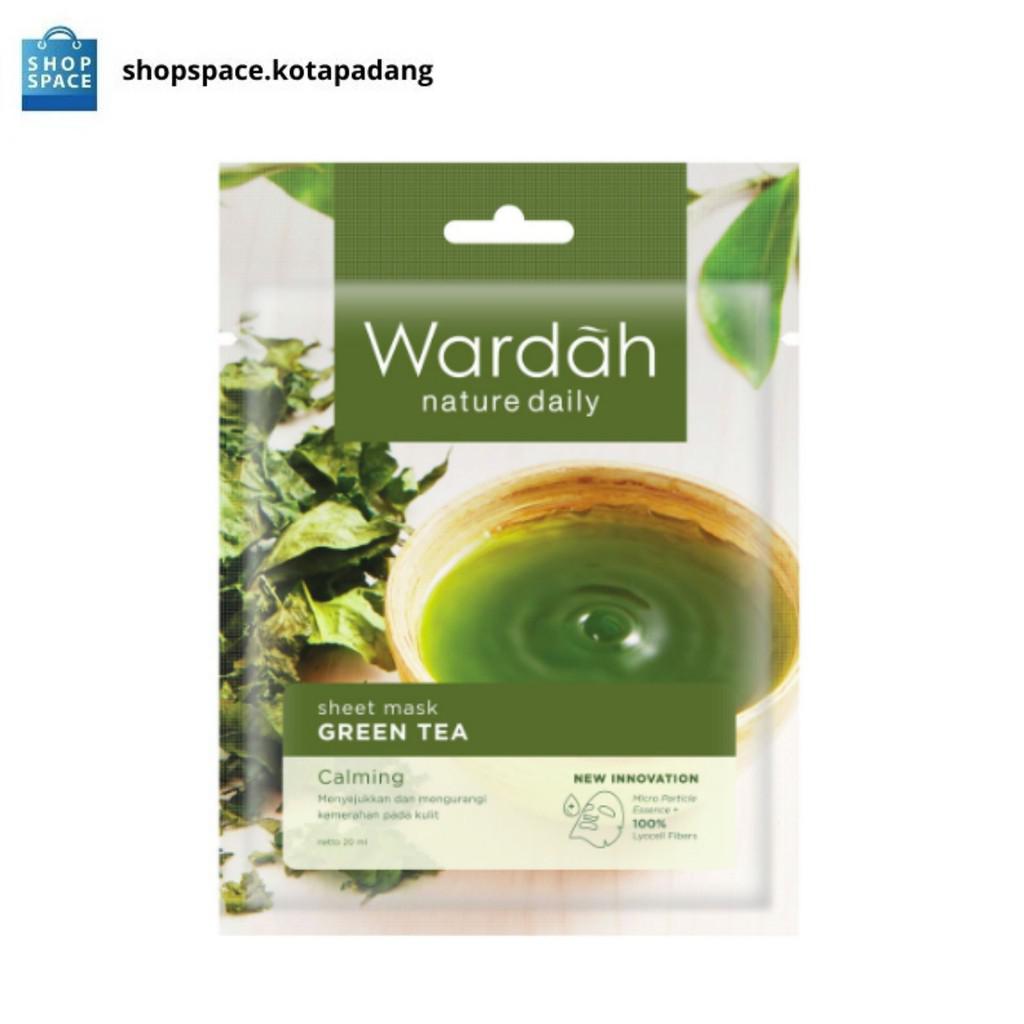 SHOP
SPACE
shopspace.kotapadang
Wardãh
nature daily
sheet mask
GREEN TEA
Calming
Menyejukkan dan mengurangi
kemerahan pada kulit
netto 20 ml
NEW INNOVATION
Micro Particle
Essence +
100%
Lyocell Fibers